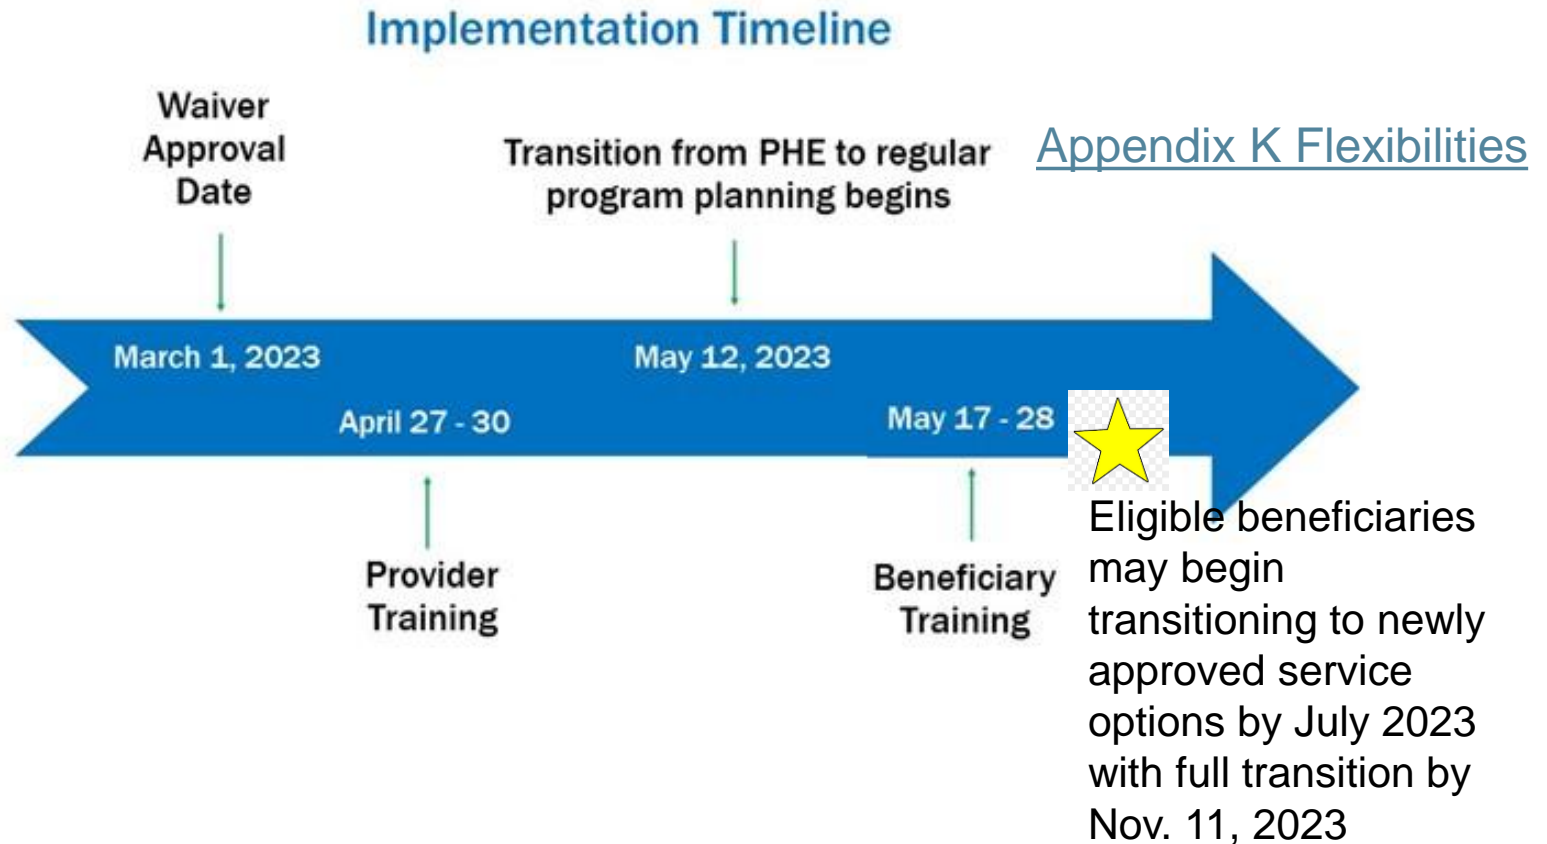 Implementation Timeline
Waiver
Approval
Date
Transition from PHE to regular
program planning begins
Appendix K Flexibilities
March 1, 2023
May 12, 2023
April 27 - 30
May 17 - 28
Provider
Training
Beneficiary
Training
Eligible beneficiaries
may begin
transitioning to newly
approved service
options by July 2023
with full transition by
Nov. 11, 2023